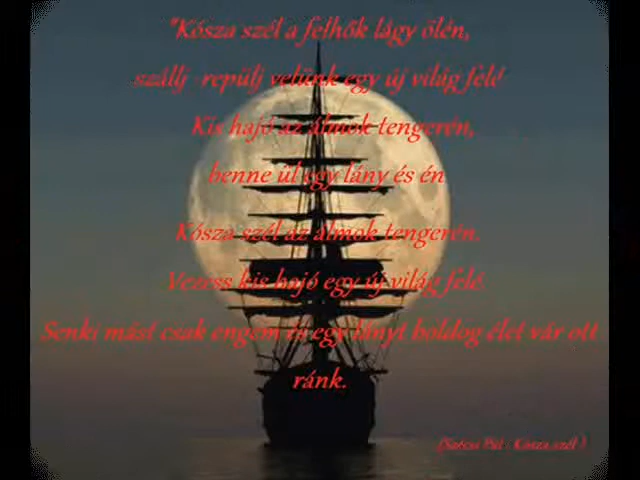 "Kósza szél a felhők lágy ölén,
szállj repülj velünk egy új világ felé
Kis hajó az álmok tengerén,
benne ül egy lány és én
Kósza szél az álmok tengerén.
Vezess kis hajó egy új világ felé.
Senki mást csak engem és egy lányt boldog élet vár ott
ránk.
(Szécsi Pál : Kósza szél )